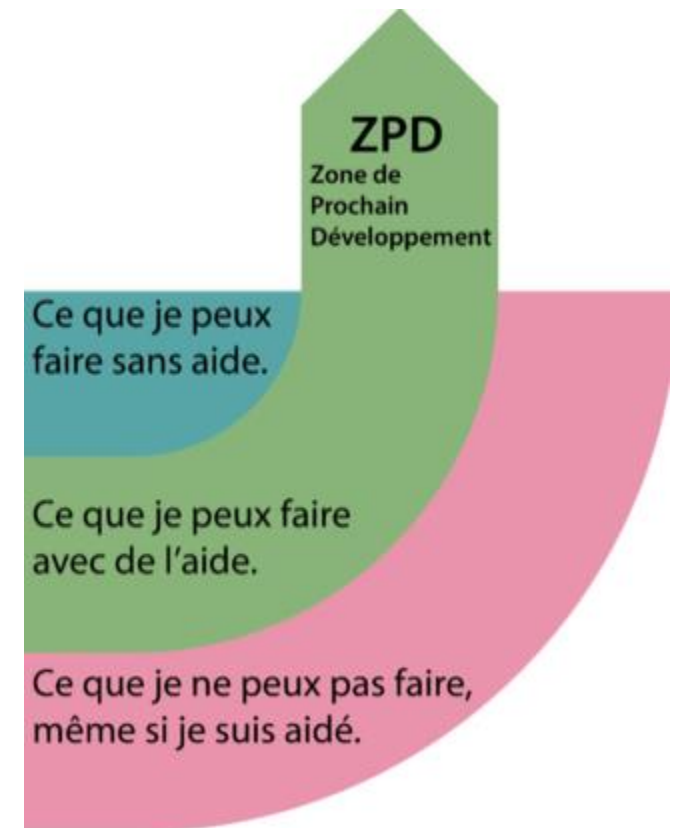 ZPD
Zone de
Prochain
Développement
Ce que je peux
faire sans aide.
Ce que je peux faire
avec de l'aide.
Ce que je ne peux pas faire,
même si je suis aidé.